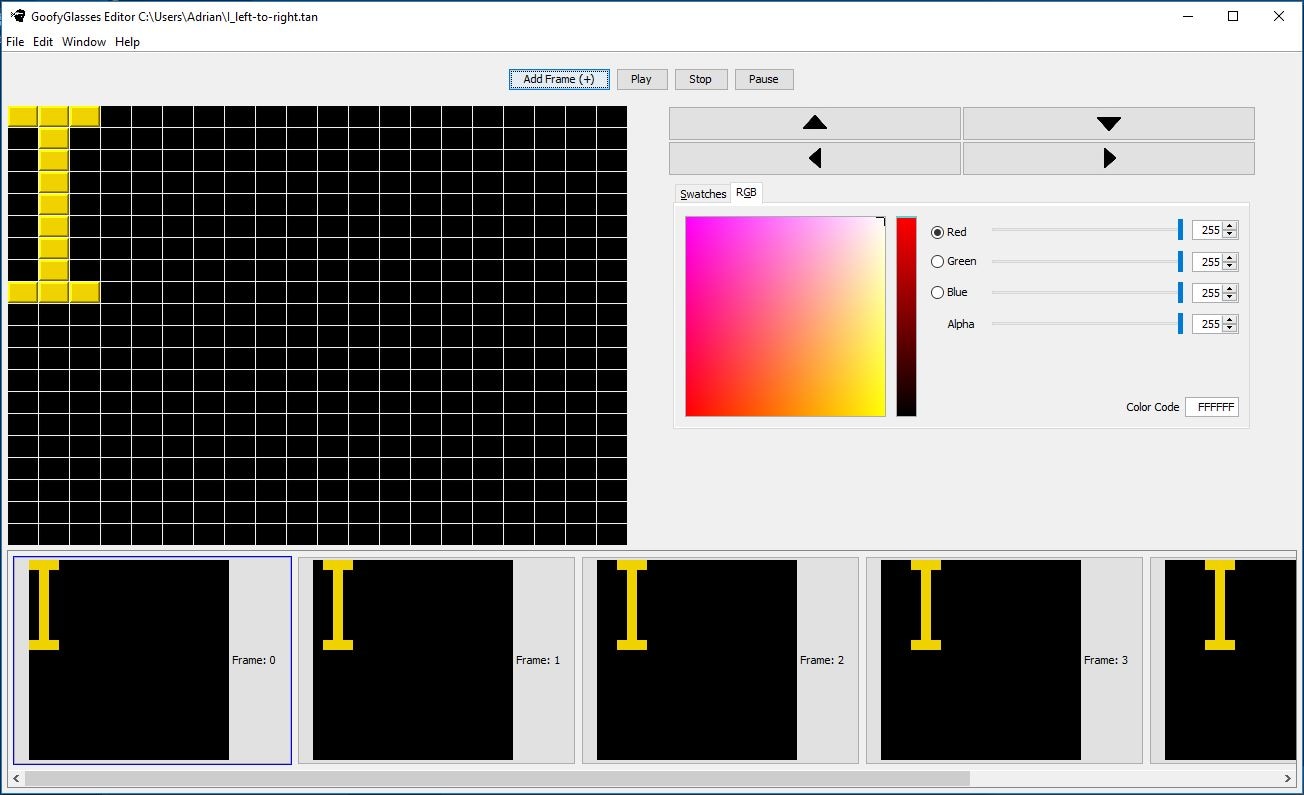 GoofyGlasses Editor C:\Users\Adrian\I_left-to-right.tan
File Edit Window Help
Add Frame (+) Play Stop Pause
Swatches RGB
Red 255
Green 255
Blue 255
Alpha 255
Color Code FFFFFF
Frame: 0 Frame: 1 Frame: 2 Frame: 3